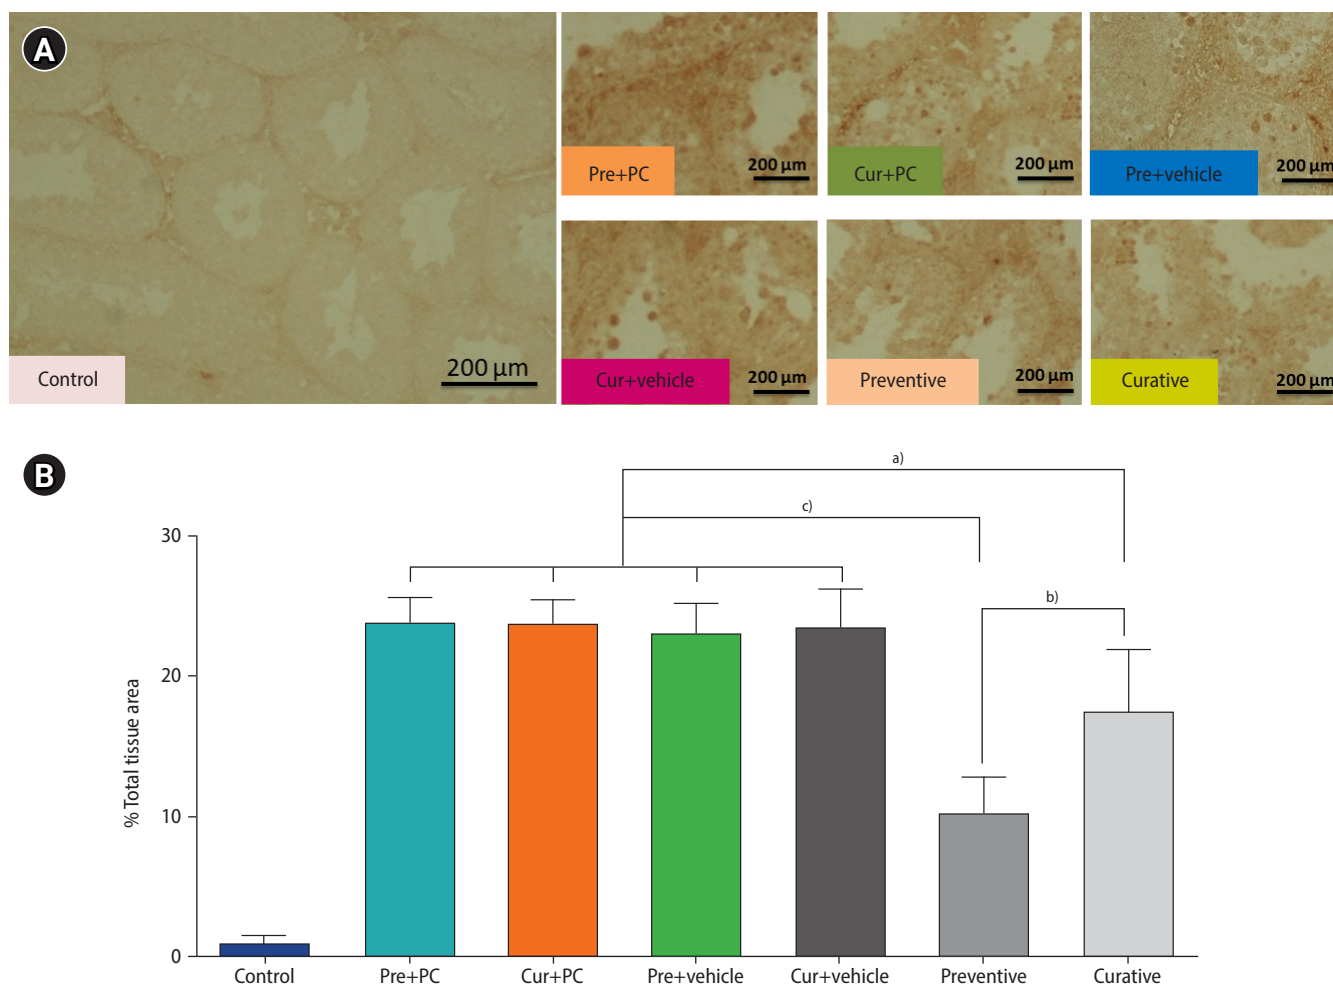 A
Pre+PC
200 µm
Cur+PC
200 µm
Pre+vehicle
200 µm
Control
200 µm
Cur+vehicle
200 µm
Preventive
200 µm
Curative
200 µm
B
a)
c)
b)
30
20
10
0
% Total tissue area
Control
Pre+PC
Cur+PC
Pre+vehicle
Cur+vehicle
Preventive
Curative